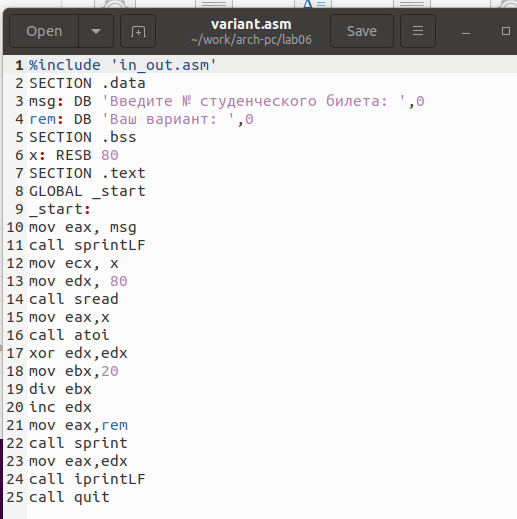 Open
variant.asm
~/work/arch-pc/lab06
Save
1 %include 'in_out.asm'
2 SECTION .data
3 msg: DB 'Введите № студенческого билета: ',0
4 rem: DB 'Ваш вариант: ',0
5 SECTION .bss
6 x: RESB 80
7 SECTION .text
8 GLOBAL _start
9 _start:
10 mov eax, msg
11 call sprintLF
12 mov ecx, x
13 mov edx, 80
14 call sread
15 mov eax,x
16 call atoi
17 xor edx,edx
18 mov ebx,20
19 div ebx
20 inc edx
21 mov eax,rem
22 call sprint
23 mov eax,edx
24 call iprintLF
25 call quit